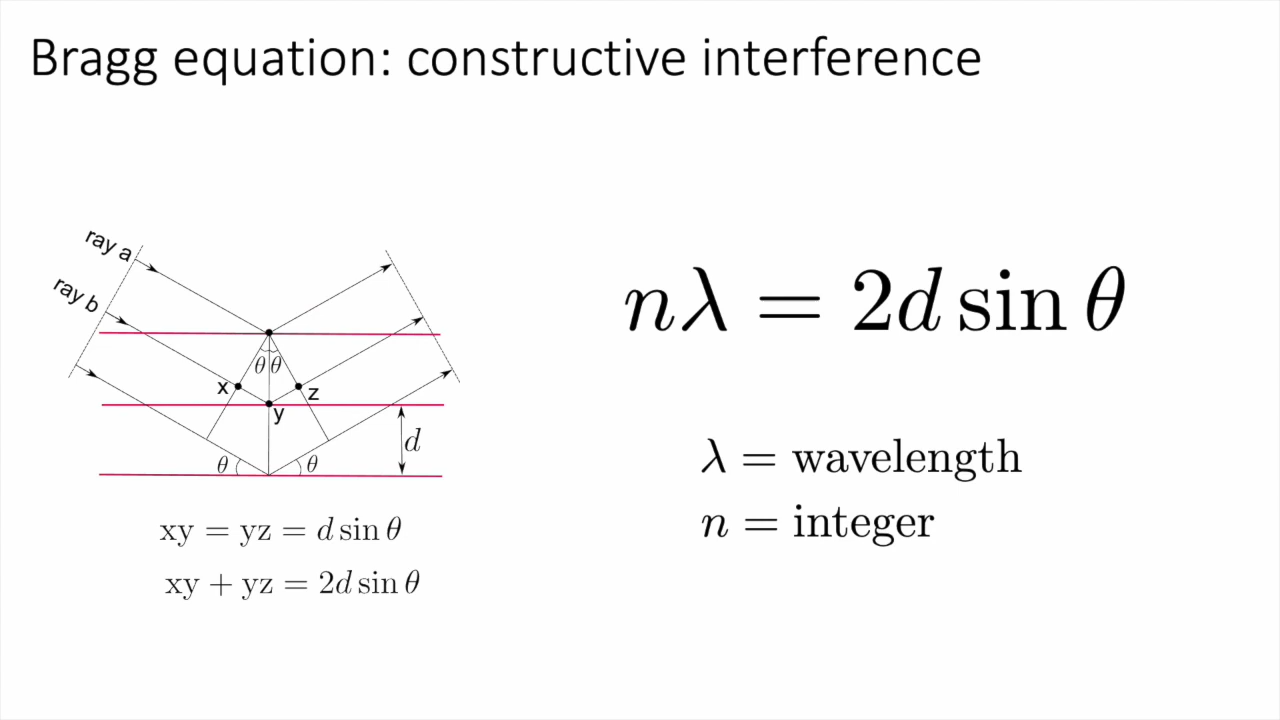 Bragg equation: constructive interference
ray a
ray b
θ θ
x
z
y
d
θ
θ
xy = yz = d sin θ
xy + yz = 2d sin θ
nλ = 2d sin θ
λ = wavelength
n = integer